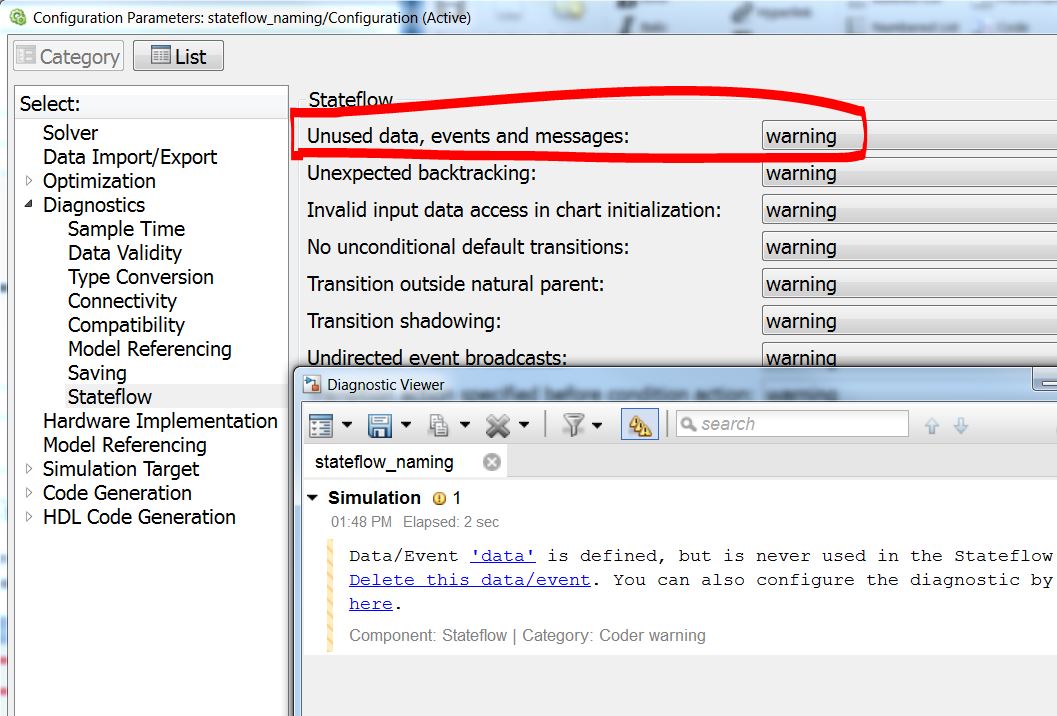 Configuration Parameters: stateflow_naming/Configuration (Active)
Category
List
Select:
Solver
Data Import/Export
Optimization
Diagnostics
Sample Time
Data Validity
Type Conversion
Connectivity
Compatibility
Model Referencing
Saving
Stateflow
Hardware Implementation
Model Referencing
Simulation Target
Code Generation
HDL Code Generation
Stateflow
Unused data, events and messages: warning
Unexpected backtracking: warning
Invalid input data access in chart initialization: warning
No unconditional default transitions: warning
Transition outside natural parent: warning
Transition shadowing: warning
Undirected event broadcasts: warning
Diagnostic Viewer
search
stateflow_naming
Simulation 1
01:48 PM Elapsed: 2 sec
Data/Event 'data' is defined, but is never used in the Stateflow
Delete this data/event. You can also configure the diagnostic by
here.
Component: Stateflow | Category: Coder warning